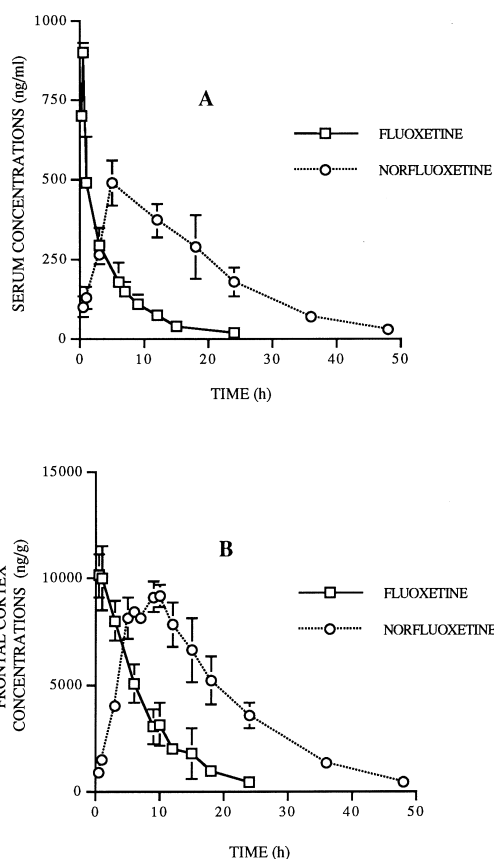 1000
A
750
FLUOXETINE
NORFLUOXETINE
500
250
0
0 10 20 30 40 50
SERUM CONCENTRATIONS (ng/ml)
TIME (h)
15000
B
10000
FLUOXETINE
NORFLUOXETINE
5000
0
0 10 20 30 40 50
FRONTAL CORTEX
CONCENTRATIONS (ng/g)
TIME (h)